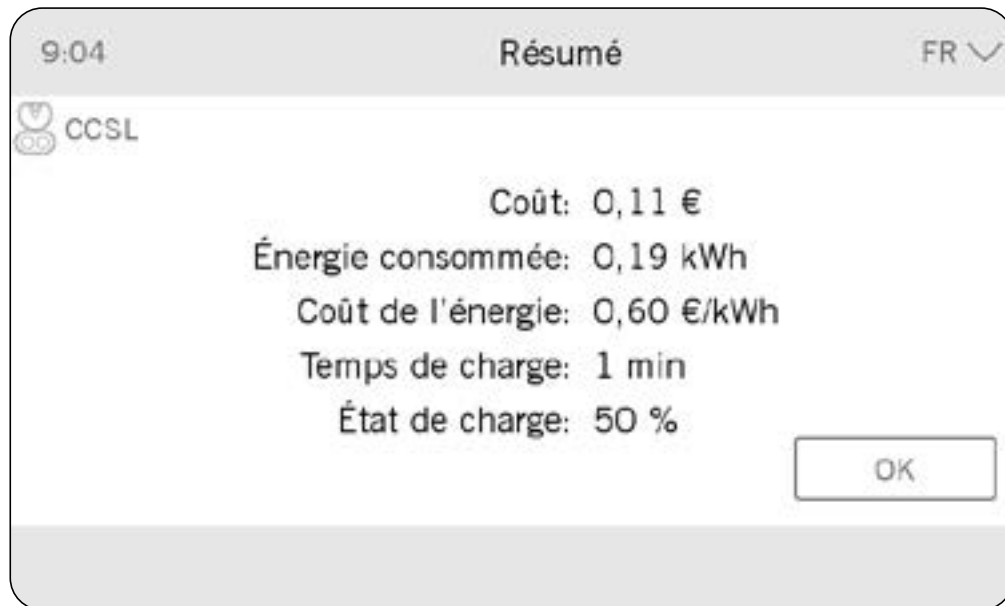 9:04 Résumé FR
CCSL
Coût: 0,11 €
Énergie consommée: 0,19 kWh
Coût de l'énergie: 0,60 €/kWh
Temps de charge: 1 min
État de charge: 50 %
OK